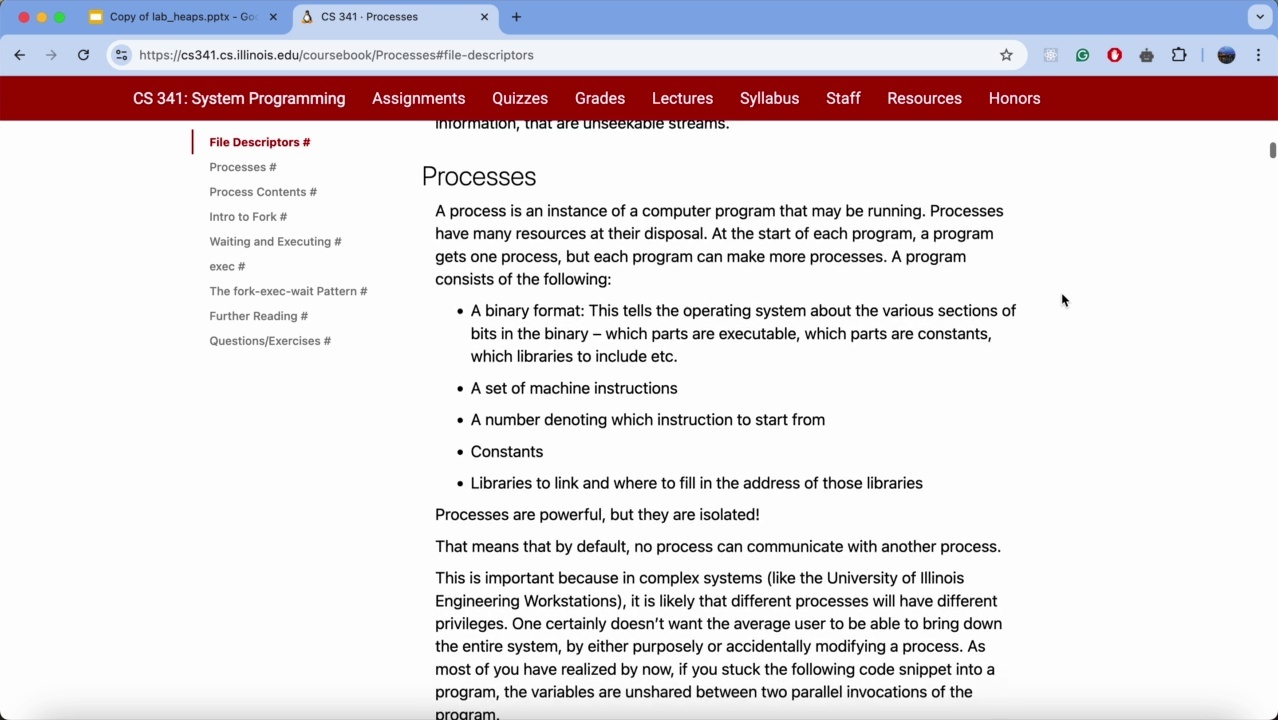 Copy of lab_heaps.pptx - Goo
CS 341 · Processes
https://cs341.cs.illinois.edu/coursebook/Processes#file-descriptors
CS 341: System Programming Assignments Quizzes Grades Lectures Syllabus Staff Resources Honors
File Descriptors #
Processes #
Process Contents #
Intro to Fork #
Waiting and Executing #
exec #
The fork-exec-wait Pattern #
Further Reading #
Questions/Exercises #
information, that are unseekable streams.
Processes
A process is an instance of a computer program that may be running. Processes
have many resources at their disposal. At the start of each program, a program
gets one process, but each program can make more processes. A program
consists of the following:
• A binary format: This tells the operating system about the various sections of
bits in the binary – which parts are executable, which parts are constants,
which libraries to include etc.
• A set of machine instructions
• A number denoting which instruction to start from
• Constants
• Libraries to link and where to fill in the address of those libraries
Processes are powerful, but they are isolated!
That means that by default, no process can communicate with another process.
This is important because in complex systems (like the University of Illinois
Engineering Workstations), it is likely that different processes will have different
privileges. One certainly doesn't want the average user to be able to bring down
the entire system, by either purposely or accidentally modifying a process. As
most of you have realized by now, if you stuck the following code snippet into a
program, the variables are unshared between two parallel invocations of the
program.